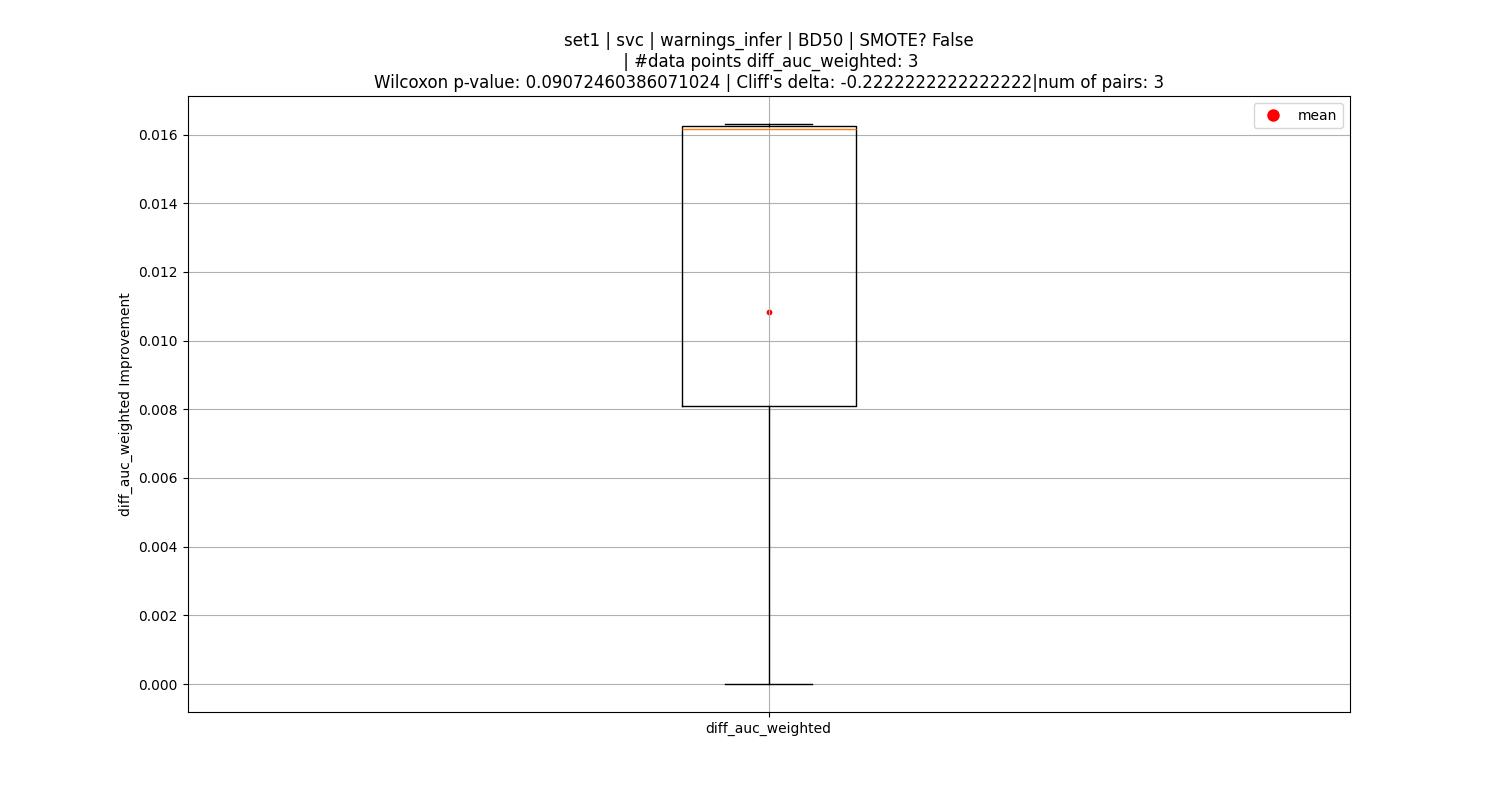 set1 | svc | warnings_infer | BD50 | SMOTE? False
| #data points diff_auc_weighted: 3
Wilcoxon p-value: 0.09072460386071024 | Cliff's delta: -0.2222222222222222|num of pairs: 3
mean
0.016
0.014
0.012
0.010
0.008
0.006
0.004
0.002
0.000
diff_auc_weighted Improvement
diff_auc_weighted